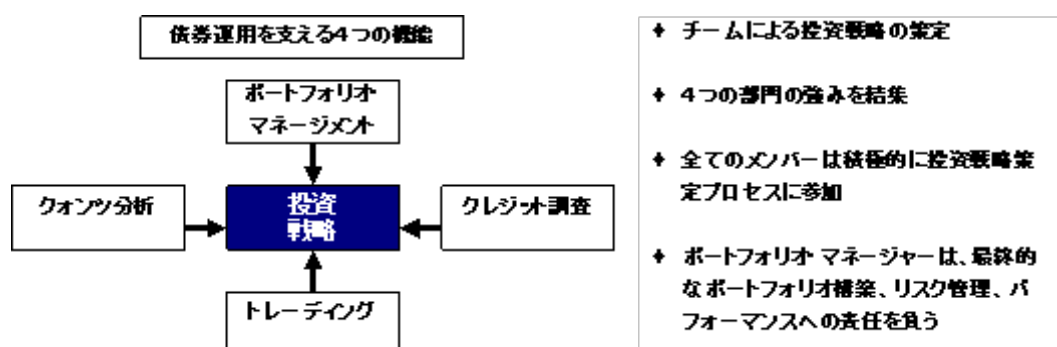 債券運用を支える4つの機能
ポートフォリオ
マネージメント
クォンツ分析
投資
戦略
クレジット調査
トレーディング
♦ チームによる投資戦略の策定
♦ 4つの部門の強みを結集
♦ 全てのメンバーは積極的に投資戦略策
定プロセスに参加
♦ ポートフォリオ マネージャーは、最終的
なポートフォリオ構築、リスク管理、パ
フォーマンスへの責任を負う